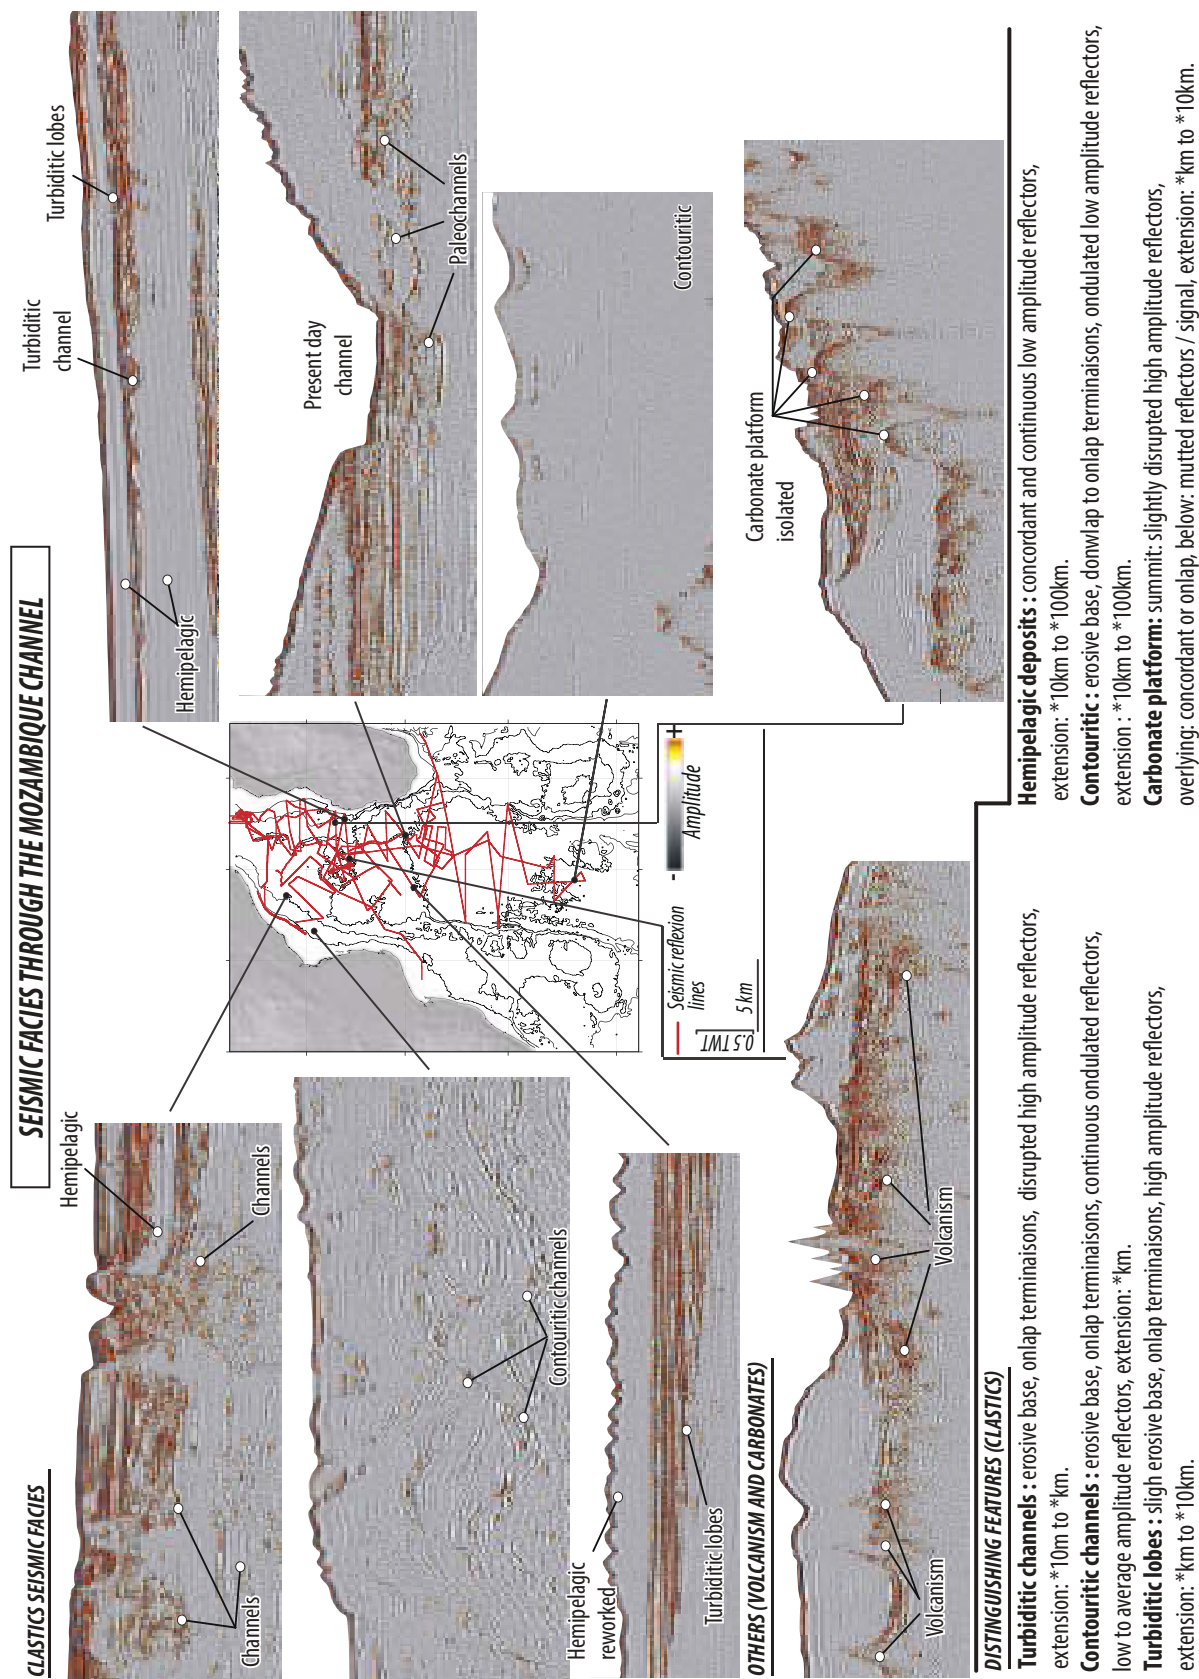 SEISMIC FACIES THROUGH THE MOZAMBIQUE CHANNEL
CLASTICS SEISMIC FACIES
Hemipelagic
Channels
Channels
Contouritic channels
Hemipelagic
reworked
Turbiditic lobes
Turbiditic
channel
Turbiditic lobes
Hemipelagic
Present day
channel
Paleochannels
Contouritic
Seismic reflexion
lines
0.5 TWT
5 km
- +
Amplitude
OTHERS (VOLCANISM AND CARBONATES)
Volcanism
Volcanism
Carbonate platform
isolated
DISTINGUISHING FEATURES (CLASTICS)
Turbiditic channels : erosive base, onlap terminaisons, disrupted high amplitude reflectors,
extension: *10m to *km.
Contouritic channels : erosive base, onlap terminaisons, continuous ondulated reflectors,
low to average amplitude reflectors, extension: *km.
Turbiditic lobes : sligh erosive base, onlap terminaisons, high amplitude reflectors,
extension: *km to *10km.
Hemipelagic deposits : concordant and continuous low amplitude reflectors,
extension: *10km to *100km.
Contouritic : erosive base, donwlap to onlap terminaisons, ondulated low amplitude reflectors,
extension : *10km to *100km.
Carbonate platform: summit: slightly disrupted high amplitude reflectors,
overlying: concordant or onlap, below: mutted reflectors / signal, extension: *km to *10km.